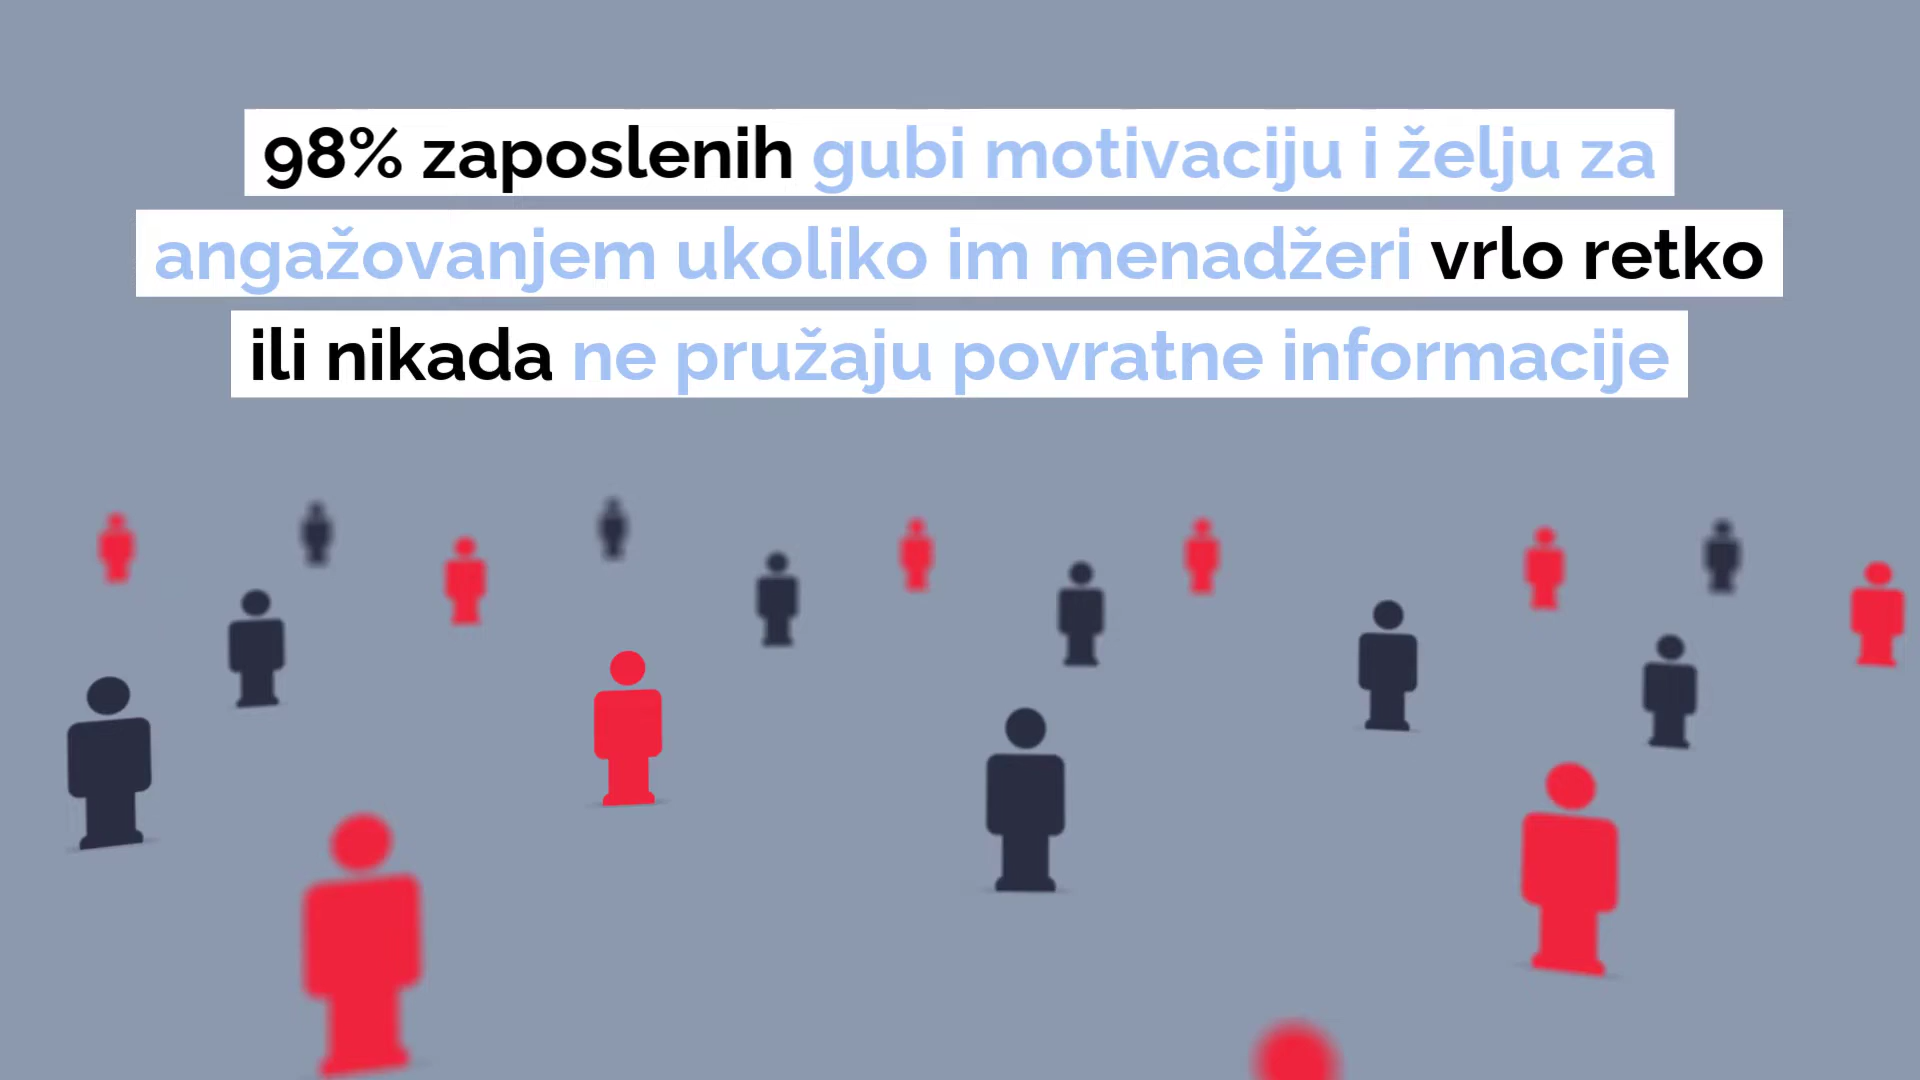 98% zaposlenih gubi motivaciju i želju za
angažovanjem ukoliko im menadžeri vrlo retko
ili nikada ne pružaju povratne informacije